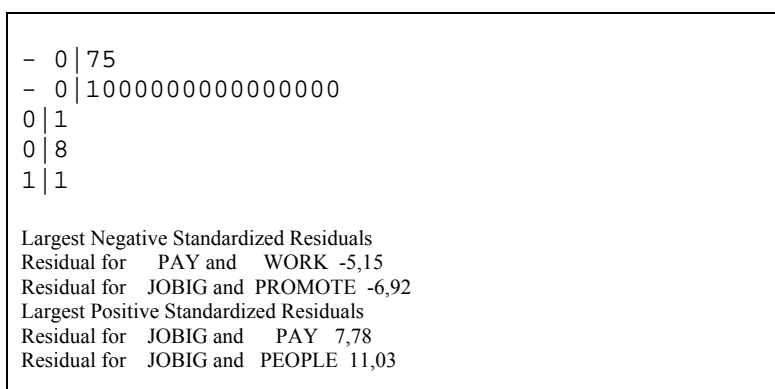 - 0|75
- 0|1000000000000000
0|1
0|8
1|1
Largest Negative Standardized Residuals
Residual for PAY and WORK -5,15
Residual for JOBIG and PROMOTE -6,92
Largest Positive Standardized Residuals
Residual for JOBIG and PAY 7,78
Residual for JOBIG and PEOPLE 11,03